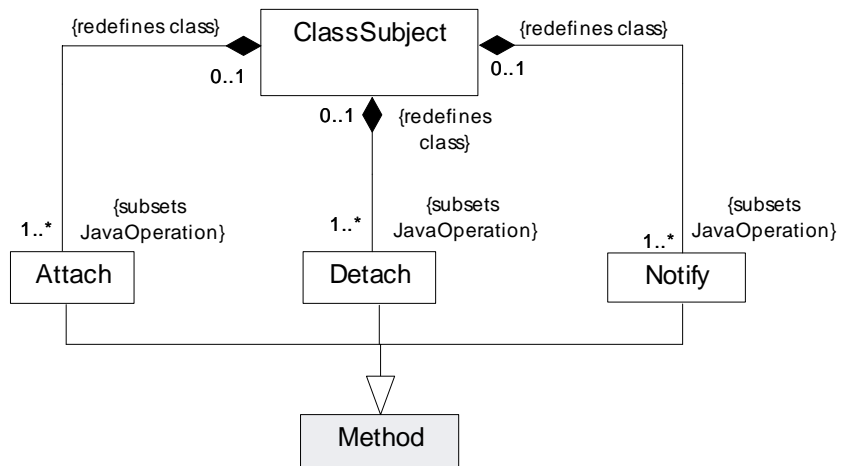 {redefines class}
ClassSubject
{redefines class}
0..1
0..1
0..1
{redefines
class}
{subsets
JavaOperation}
{subsets
JavaOperation}
{subsets
JavaOperation}
1..*
1..*
1..*
Attach
Detach
Notify
Method